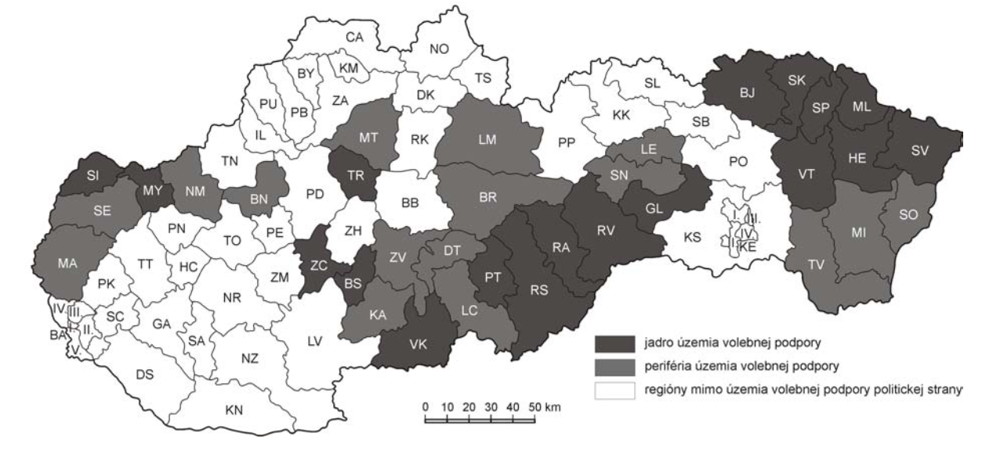 CA
NO
BY
KM
TS
SL
PU
PB
ZA
DK
BJ
SK
SP
ML
KK
SB
IL
MT
RK
LM
PP
LE
HE
SV
TN
SI
MY
NM
BN
TR
PD
BB
BR
SN
PO
VT
SE
GL
SO
PN
TO
PE
ZH
RV
KS
I.
III.
IV.
II.
KE
MI
MA
TT
HC
ZM
ZC
BS
ZV
DT
PT
RA
TV
PK
NR
RS
IV.
III
SC
GA
KA
LC
I.
II.
BA
V.
SA
LV
VK
DS
NZ
KN
jadro územia volebnej podpory
periféria územia volebnej podpory
regióny mimo územia volebnej podpory politickej strany
0 10 20 30 40 50 km